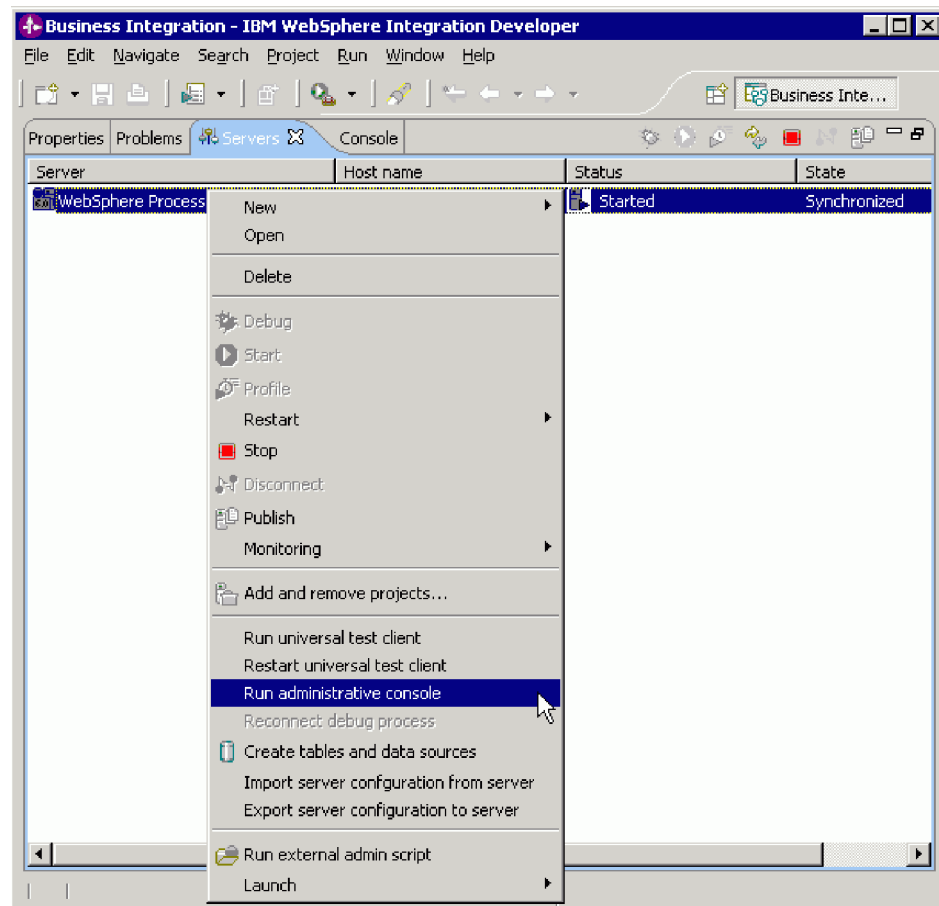 Business Integration - IBM WebSphere Integration Developer
File Edit Navigate Search Project Run Window Help
Business Inte...
Properties Problems Servers Console
Server Host name Status State
WebSphere Process Started Synchronized
New
Open
Delete
Debug
Start
Profile
Restart
Stop
Disconnect
Publish
Monitoring
Add and remove projects...
Run universal test client
Restart universal test client
Run administrative console
Reconnect debug process
Create tables and data sources
Import server confguration from server
Export server configuration to server
Run external admin script
Launch